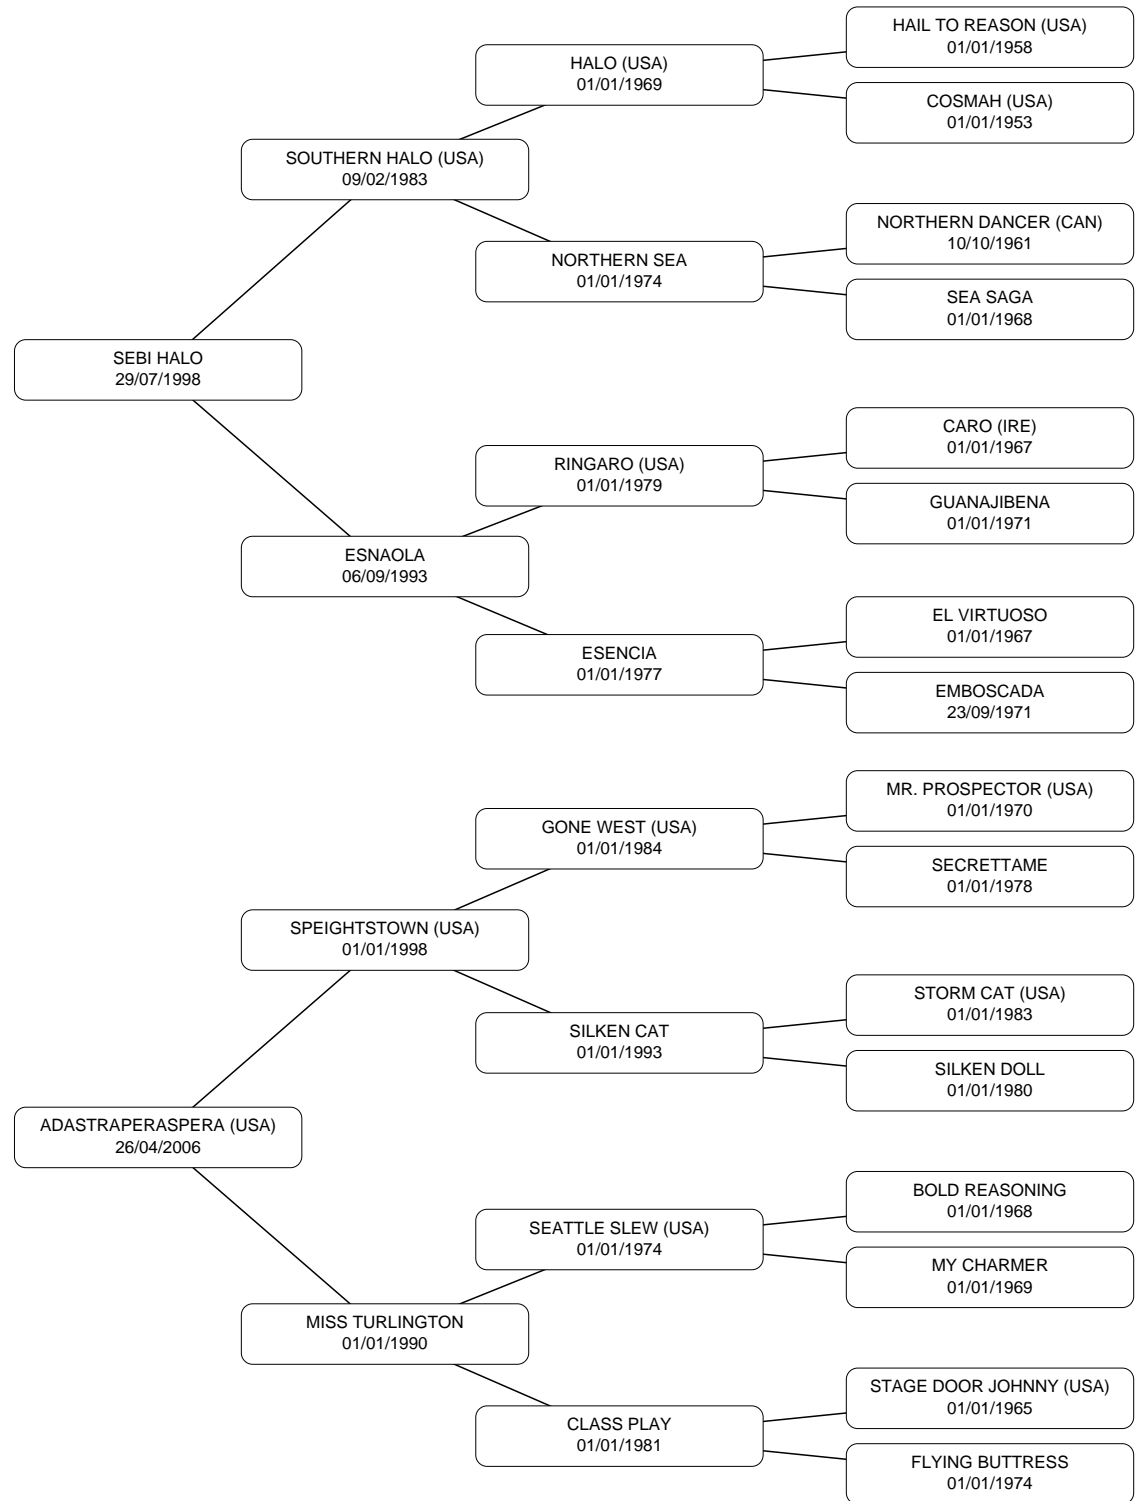 HAIL TO REASON (USA)
01/01/1958
HALO (USA)
01/01/1969
COSMAH (USA)
01/01/1953
SOUTHERN HALO (USA)
09/02/1983
NORTHERN DANCER (CAN)
10/10/1961
NORTHERN SEA
01/01/1974
SEA SAGA
01/01/1968
SEBI HALO
29/07/1998
CARO (IRE)
01/01/1967
RINGARO (USA)
01/01/1979
GUANAJIBENA
01/01/1971
ESNAOLA
06/09/1993
EL VIRTUOSO
01/01/1967
ESENCIA
01/01/1977
EMBOSCADA
23/09/1971
MR. PROSPECTOR (USA)
01/01/1970
GONE WEST (USA)
01/01/1984
SECRETTAME
01/01/1978
SPEIGHTSTOWN (USA)
01/01/1998
STORM CAT (USA)
01/01/1983
SILKEN CAT
01/01/1993
SILKEN DOLL
01/01/1980
ADASTRAPERASPERA (USA)
26/04/2006
BOLD REASONING
01/01/1968
SEATTLE SLEW (USA)
01/01/1974
MY CHARMER
01/01/1969
MISS TURLINGTON
01/01/1990
STAGE DOOR JOHNNY (USA)
01/01/1965
CLASS PLAY
01/01/1981
FLYING BUTTRESS
01/01/1974